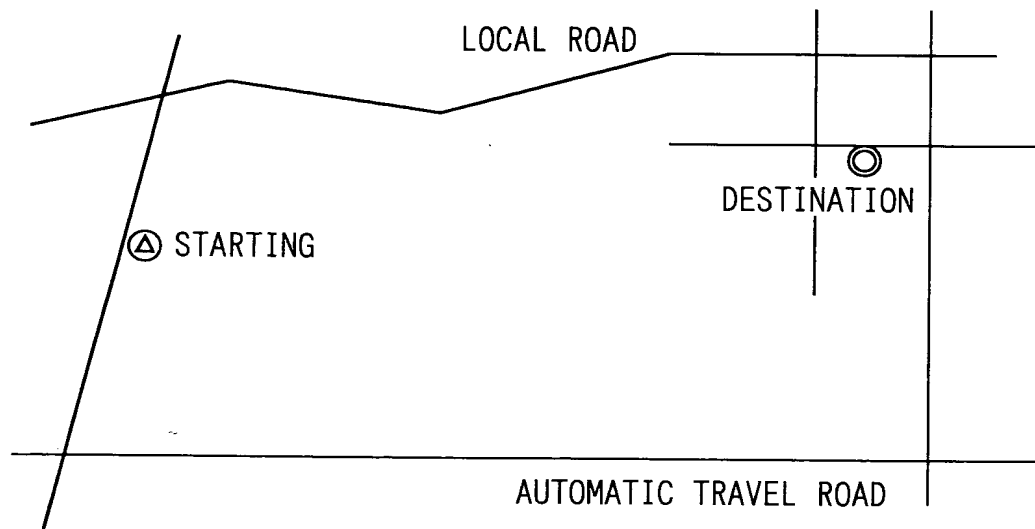 LOCAL ROAD
DESTINATION
STARTING
AUTOMATIC TRAVEL ROAD